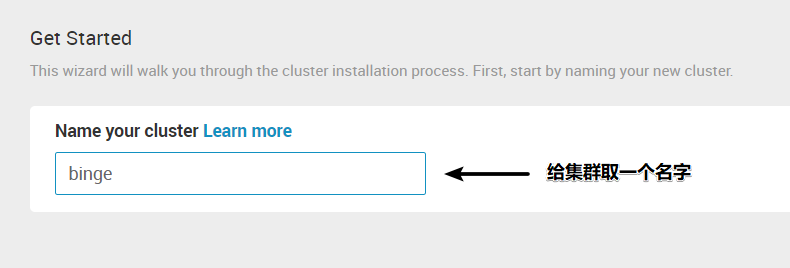 Get Started
This wizard will walk you through the cluster installation process. First, start by naming your new cluster.
Name your cluster Learn more
binge
给集群取一个名字